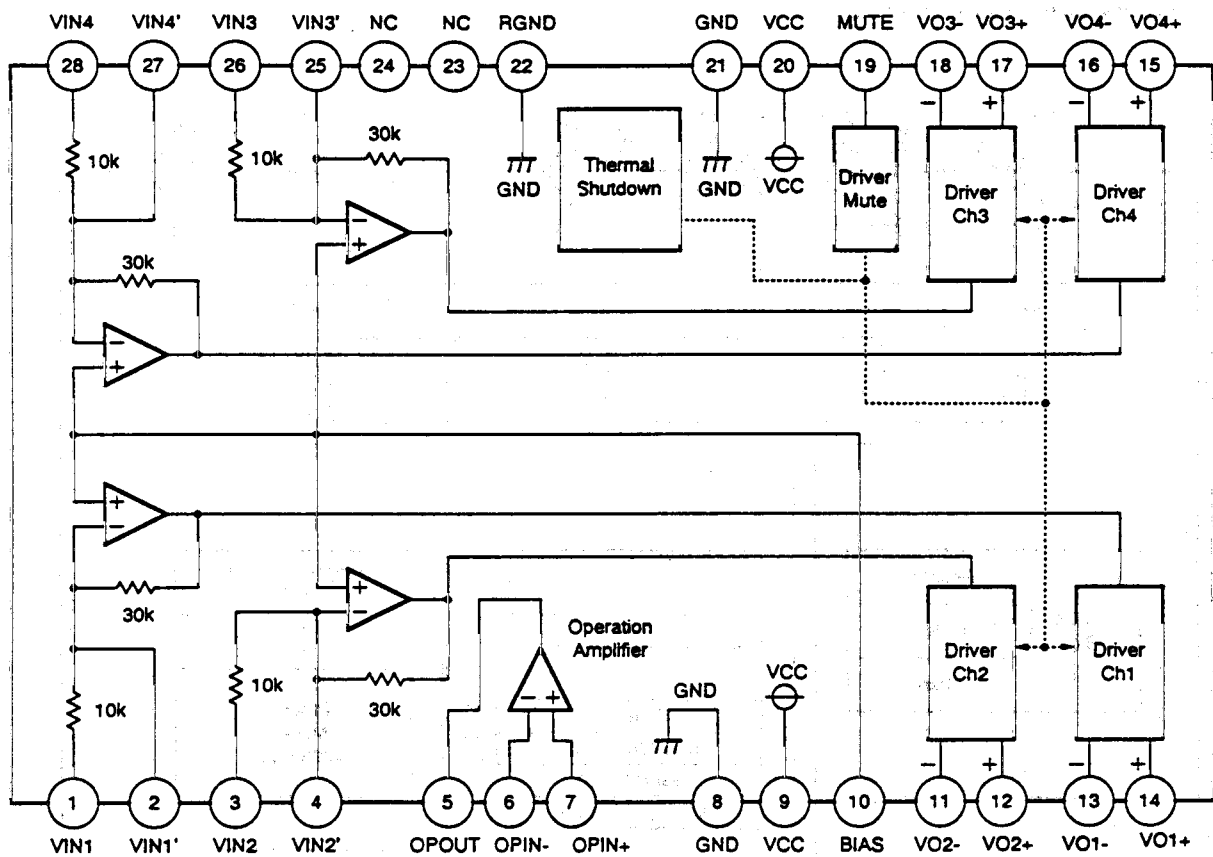 VIN4 VIN4' VIN3 VIN3' NC NC RGND GND VCC MUTE VO3- VO3+ VO4- VO4+
28 27 26 25 24 23 22 21 20 19 18 17 16 15
− + − +
10k
10k
30k
GND
Thermal
Shutdown
GND
VCC
Driver
Mute
Driver
Ch3
Driver
Ch4
− +
30k
− +
+ −
30k
+ −
10k
10k
30k
Operation
Amplifier
− +
GND
VCC
Driver
Ch2
Driver
Ch1
− + − +
1 2 3 4 5 6 7 8 9 10 11 12 13 14
VIN1 VIN1' VIN2 VIN2' OPOUT OPIN- OPIN+ GND VCC BIAS VO2- VO2+ VO1- VO1+